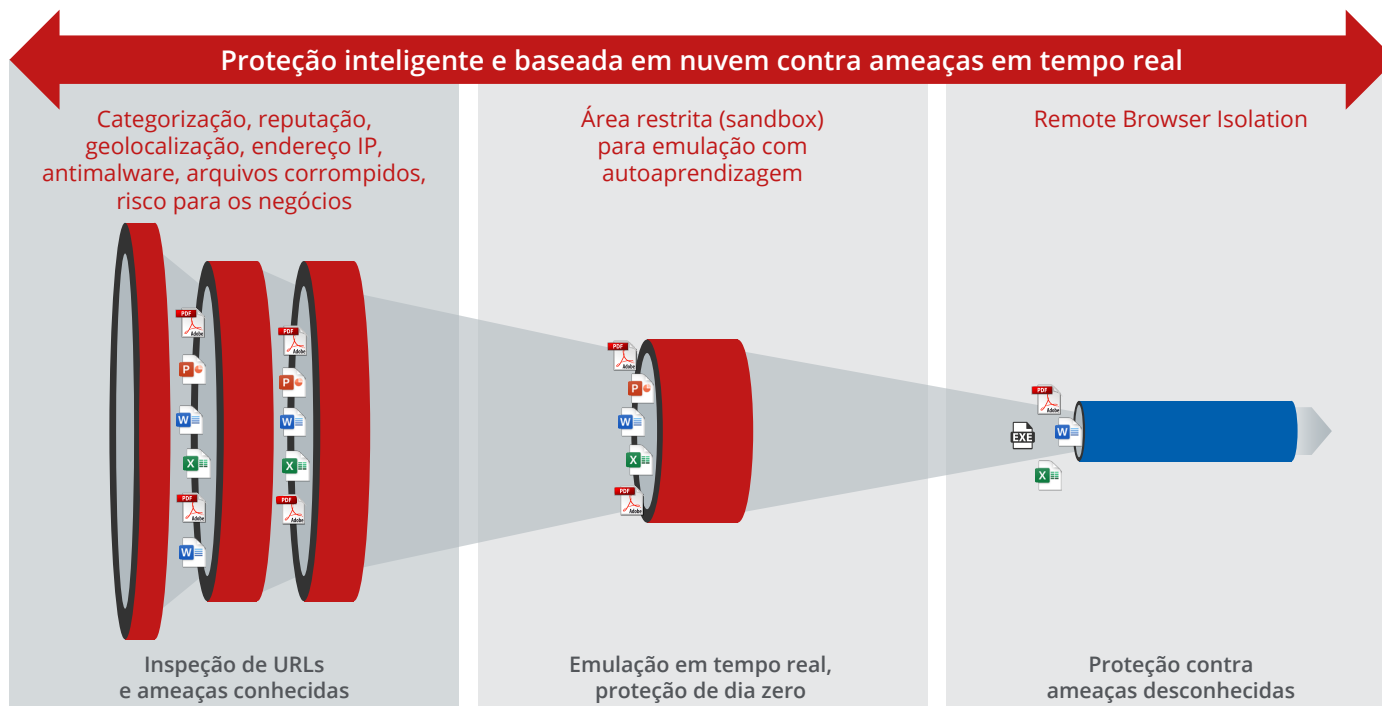 Proteção inteligente e baseada em nuvem contra ameaças em tempo real
Categorização, reputação,
geolocalização, endereço IP,
antimalware, arquivos corrompidos,
risco para os negócios
Área restrita (sandbox)
para emulação com
autoaprendizagem
Remote Browser Isolation
PDF
Adobe
P
W
X
PDF
Adobe
W
PDF
Adobe
P
W
X
PDF
Adobe
PDF
Adobe
P
W
X
PDF
Adobe
PDF
Adobe
EXE
W
X
Inspeção de URLs
e ameaças conhecidas
Emulação em tempo real,
proteção de dia zero
Proteção contra
ameaças desconhecidas